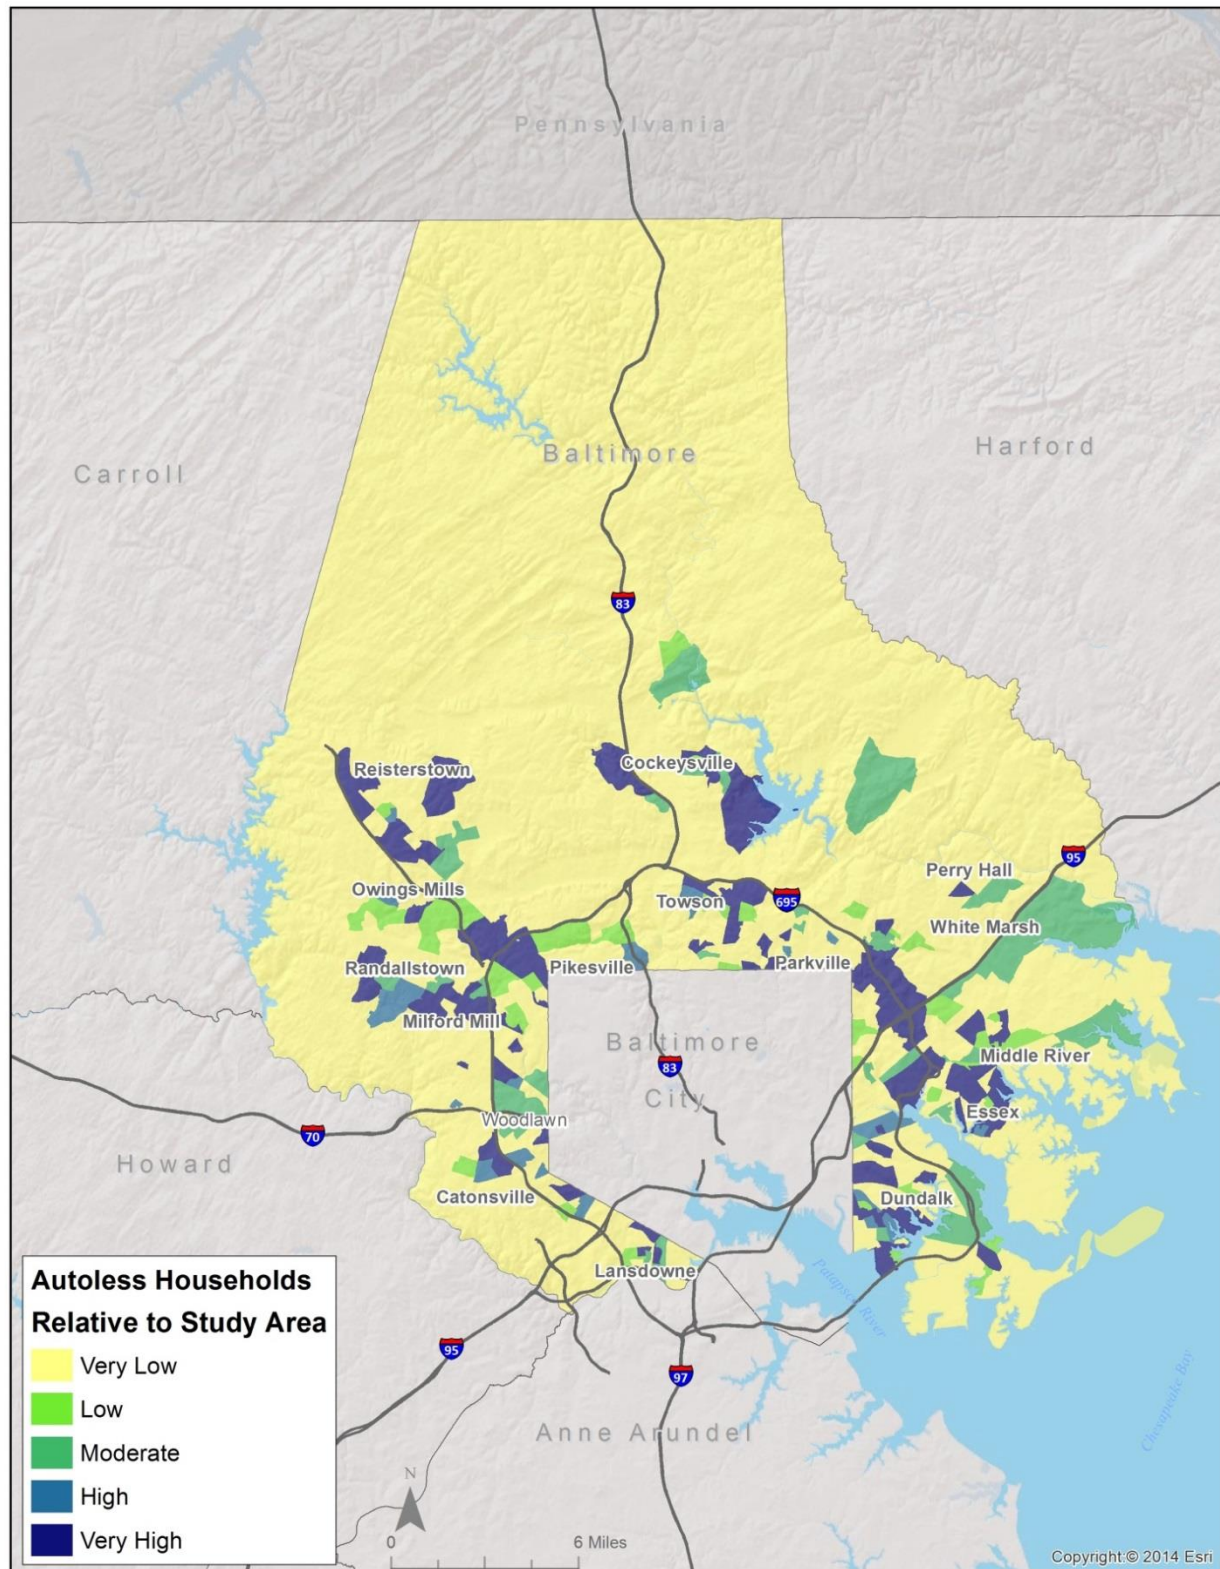 Pennsylvania
Baltimore
Harford
Carroll
83
Reisterstown
Cockeysville
95
Perry Hall
Owings Mills
Towson
695
White Marsh
Randallstown
Pikesville
Parkville
Milford Mill
Baltimore
City
83
Middle River
Woodlawn
Essex
70
Howard
Catonsville
Dundalk
Lansdowne
Patapsco River
95
97
Chesapeake Bay
Anne Arundel
Autoless Households
Relative to Study Area
Very Low
Low
Moderate
High
Very High
N
0 6 Miles
Copyright:© 2014 Esri